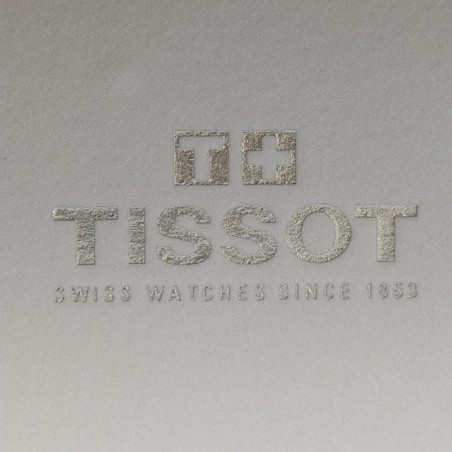 T+
TISSOT
SWISS WATCHES SINCE 1853